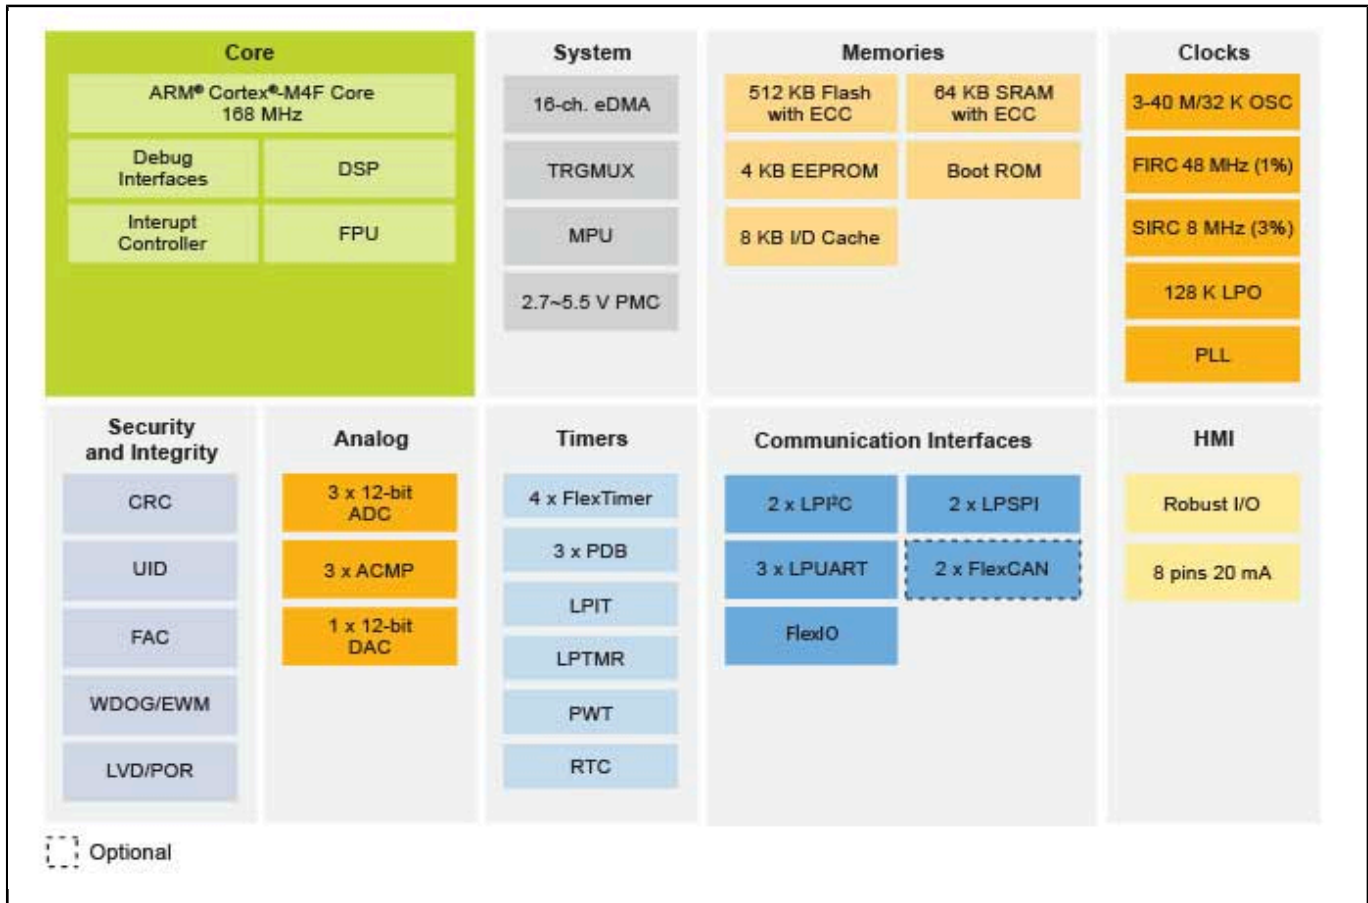 Core
ARM® Cortex®-M4F Core
168 MHz
Debug
Interfaces
DSP
Interupt
Controller
FPU
System
16-ch. eDMA
TRGMUX
MPU
2.7~5.5 V PMC
Memories
512 KB Flash
with ECC
64 KB SRAM
with ECC
4 KB EEPROM
Boot ROM
8 KB I/D Cache
Clocks
3-40 M/32 K OSC
FIRC 48 MHz (1%)
SIRC 8 MHz (3%)
128 K LPO
PLL
Security
and Integrity
CRC
UID
FAC
WDOG/EWM
LVD/POR
Analog
3 x 12-bit
ADC
3 x ACMP
1 x 12-bit
DAC
Timers
4 x FlexTimer
3 x PDB
LPIT
LPTMR
PWT
RTC
Communication Interfaces
2 x LPI²C
2 x LPSPI
3 x LPUART
2 x FlexCAN
FlexIO
HMI
Robust I/O
8 pins 20 mA
Optional